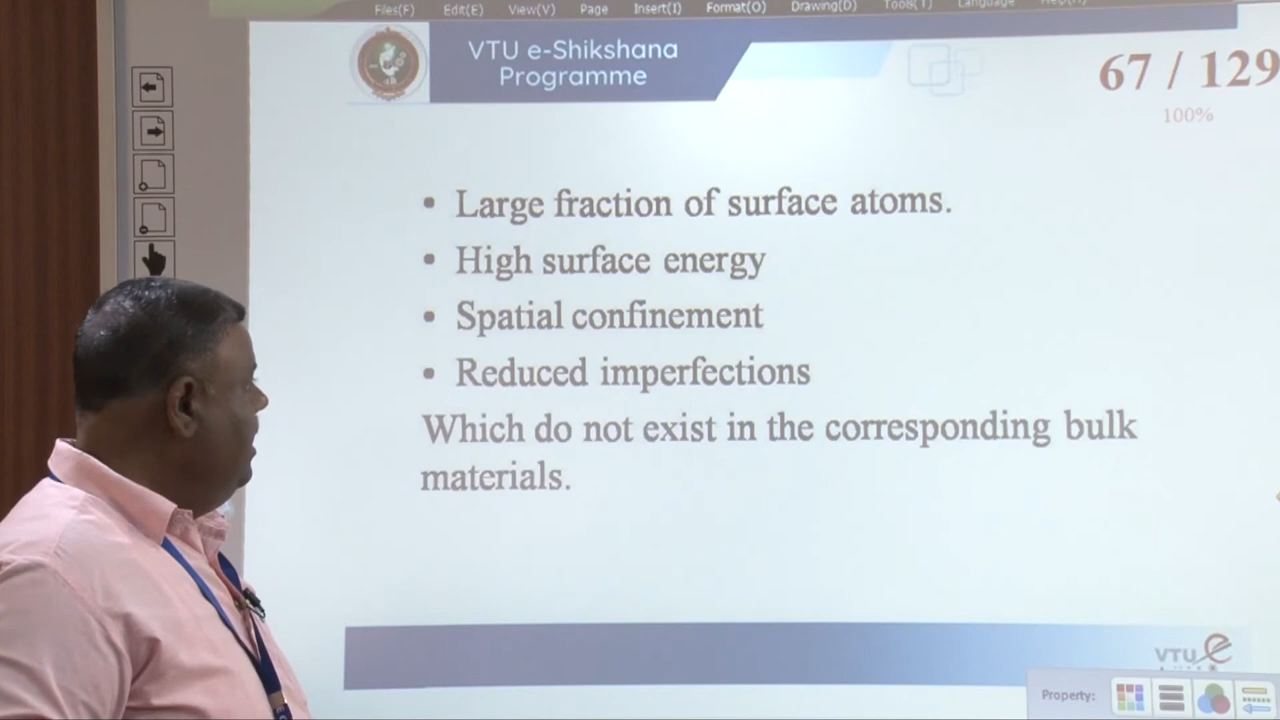 Files(F) Edit(E) View(V) Page Insert(I) Format(O) Drawing(D) Tools(T) Language Help(H)
VTU e-Shikshana
Programme
67 / 129
100%
• Large fraction of surface atoms.
• High surface energy
• Spatial confinement
• Reduced imperfections
Which do not exist in the corresponding bulk
materials.
VTU e
Property: